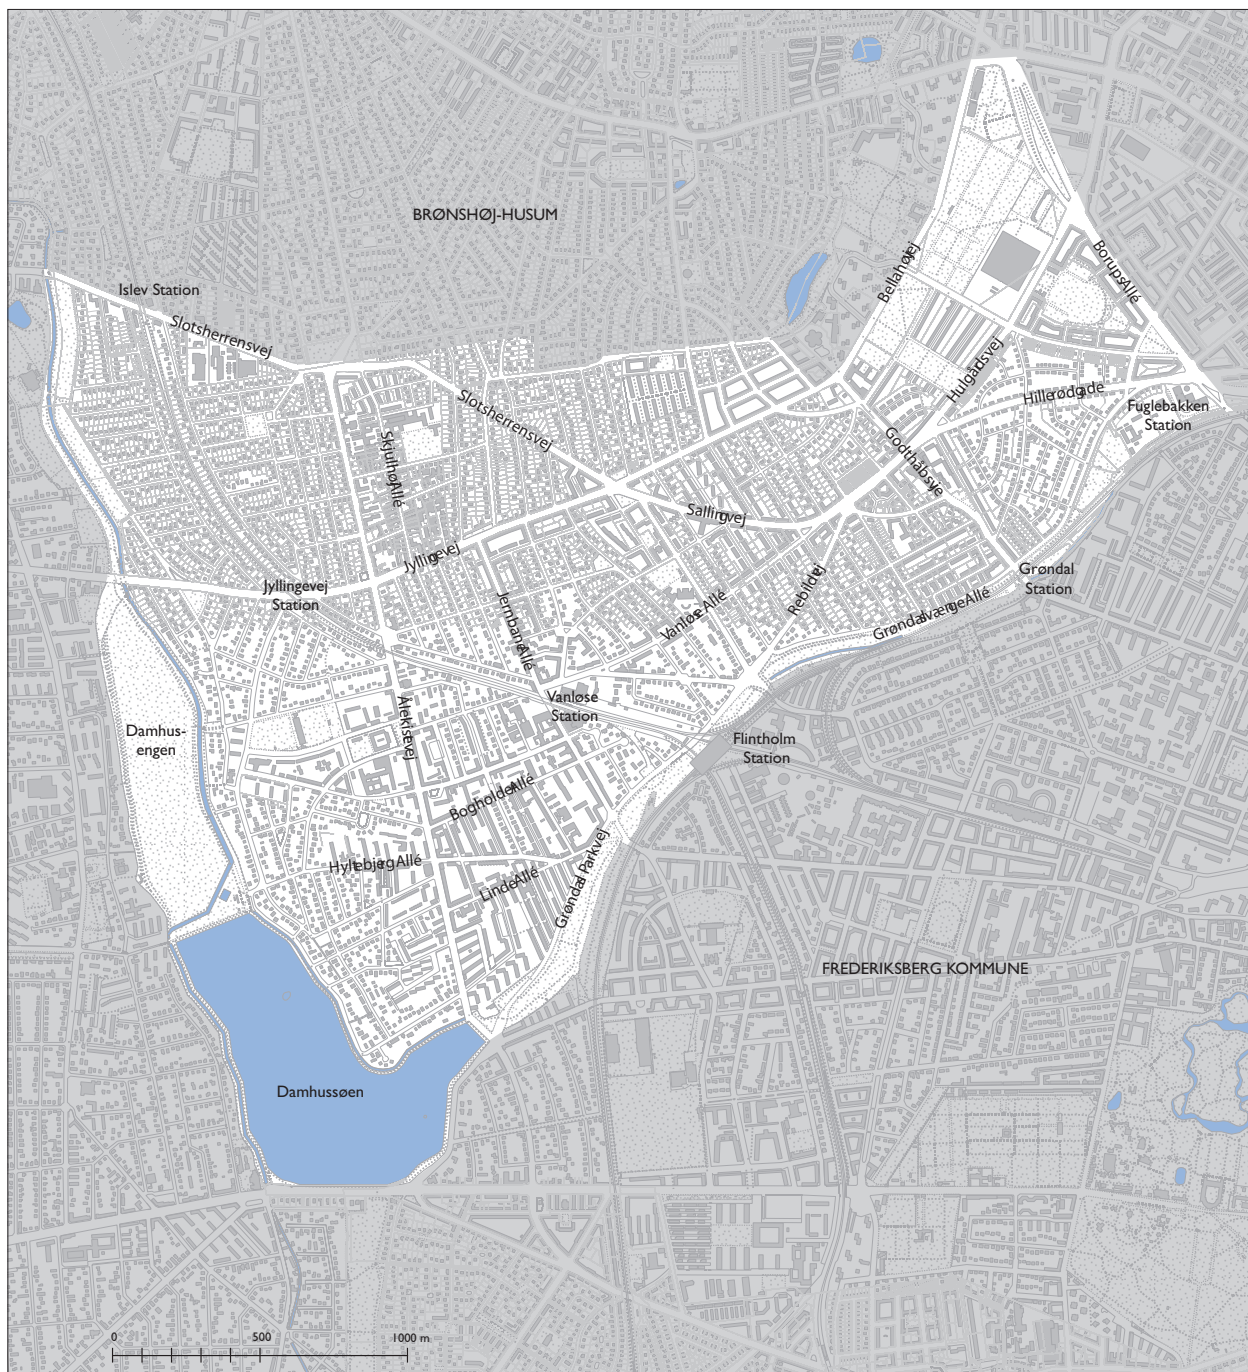 BRØNSHØJ-HUSUM
Bellahøjvej
Borups Allé
Islev Station
Slotsherrensvej
Hulgårdsvej
Hillerødgade
Fuglebakken
Station
Slotsherrensvej
Skjulhøj Allé
Godthåbsvej
Sallingvej
Jyllingevej
Jyllingevej
Station
Grøndal
Station
Jernbane Allé
Vanløse Allé
Rebildvej
Grøndalsvænge Allé
Vanløse
Station
Damhus-
engen
Ålekistevej
Flintholm
Station
Bogholder Allé
Hyltebjerg Allé
Linde Allé
Grøndals Parkvej
FREDERIKSBERG KOMMUNE
Damhussøen
0 500 1000 m